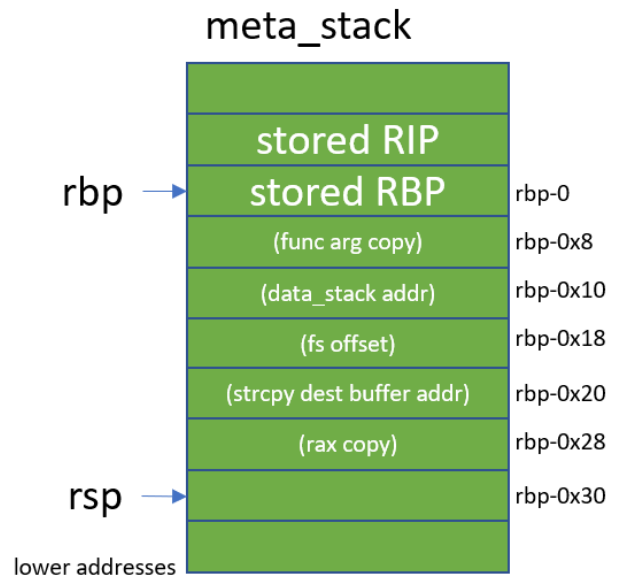 meta_stack
stored RIP
rbp
stored RBP
rbp-0
(func arg copy)
rbp-0x8
(data_stack addr)
rbp-0x10
(fs offset)
rbp-0x18
(strcpy dest buffer addr)
rbp-0x20
(rax copy)
rbp-0x28
rsp
rbp-0x30
lower addresses